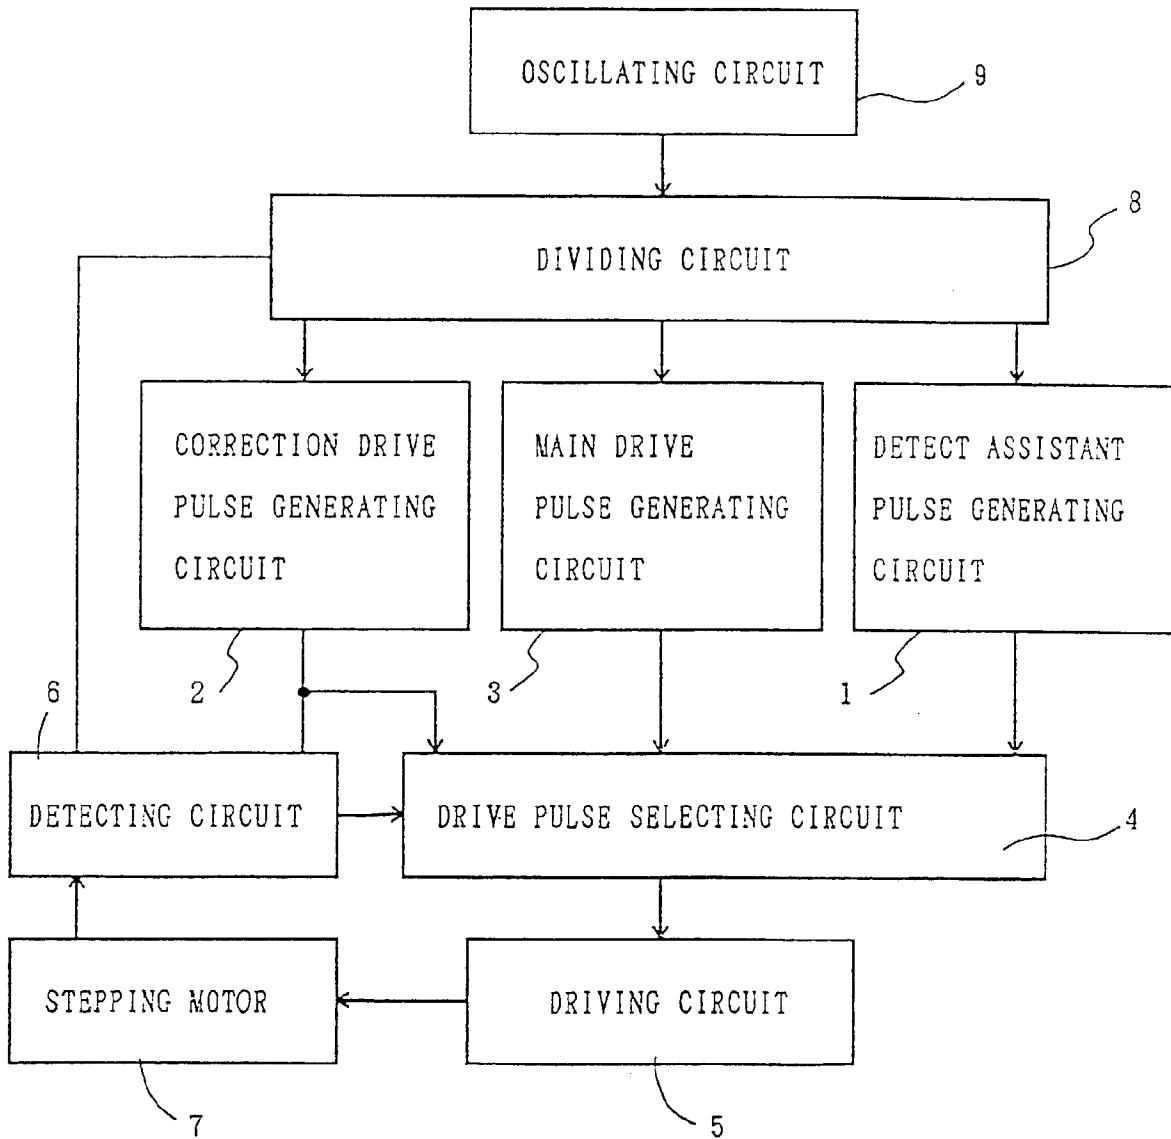 OSCILLATING CIRCUIT
9
8
DIVIDING CIRCUIT
CORRECTION DRIVE
PULSE GENERATING
CIRCUIT
MAIN DRIVE
PULSE GENERATING
CIRCUIT
DETECT ASSISTANT
PULSE GENERATING
CIRCUIT
2
3
1
6
DETECTING CIRCUIT
DRIVE PULSE SELECTING CIRCUIT
4
STEPPING MOTOR
DRIVING CIRCUIT
7
5